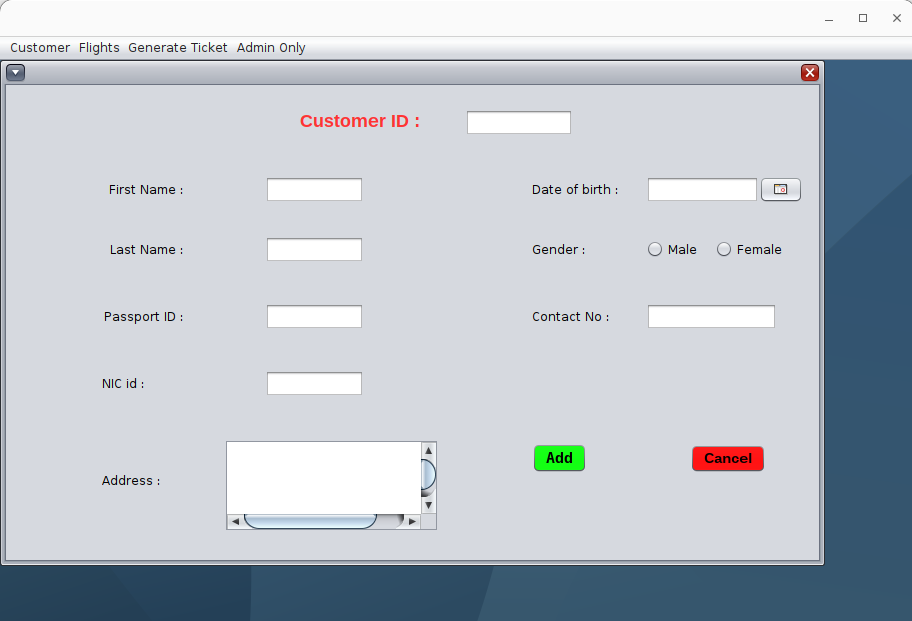 Customer Flights Generate Ticket Admin Only
Customer ID :
First Name :
Date of birth :
Last Name :
Gender : Male Female
Passport ID :
Contact No :
NIC id :
Address :
Add
Cancel